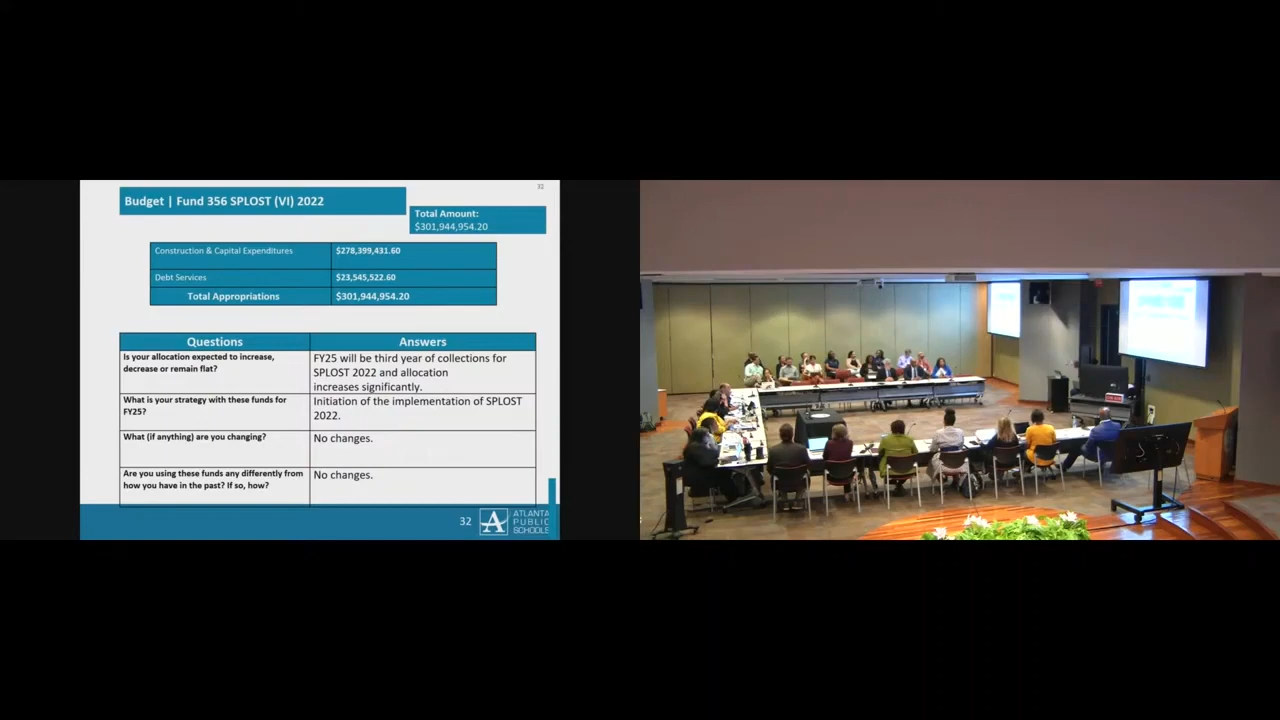 32
Budget | Fund 356 SPLOST (VI) 2022
Total Amount:
$301,944,954.20
Construction & Capital Expenditures $278,399,431.60
Debt Services $23,545,522.60
Total Appropriations $301,944,954.20
Questions Answers
Is your allocation expected to increase,
decrease or remain flat?
FY25 will be third year of collections for
SPLOST 2022 and allocation
increases significantly.
What is your strategy with these funds for
FY25?
Initiation of the implementation of SPLOST
2022.
What (if anything) are you changing? No changes.
Are you using these funds any differently from
how you have in the past? If so, how?
No changes.
32
ATLANTA
PUBLIC
SCHOOLS